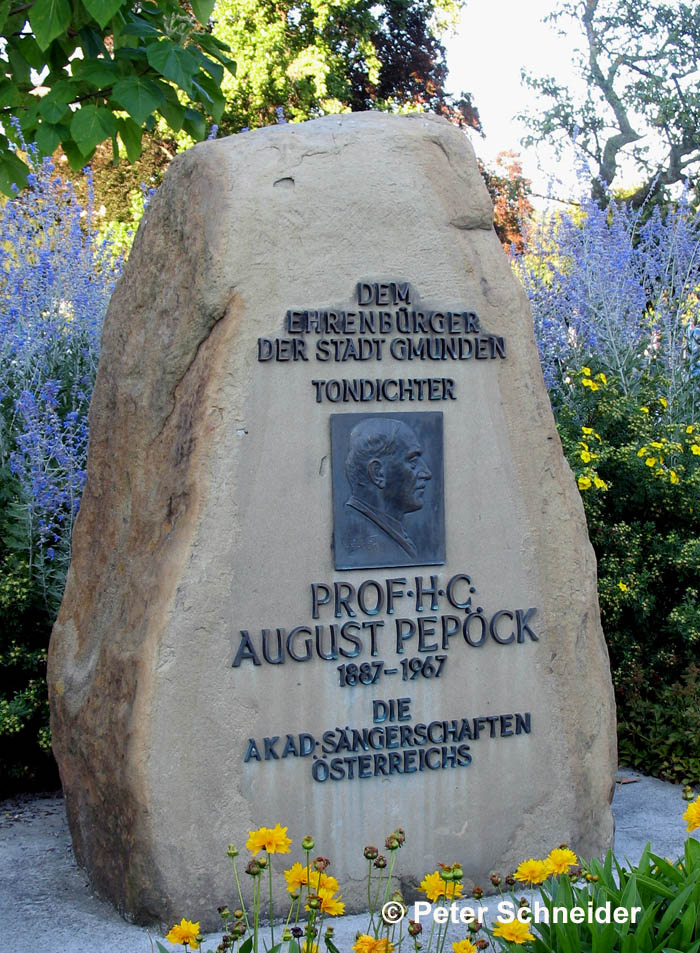 DEM
EHRENBÜRGER
DER STADT GMUNDEN
TONDICHTER
PROF·H·C·
AUGUST PEPÖCK
1887–1967
DIE
AKAD·SÄNGERSCHAFTEN
ÖSTERREICHS
© Peter Schneider